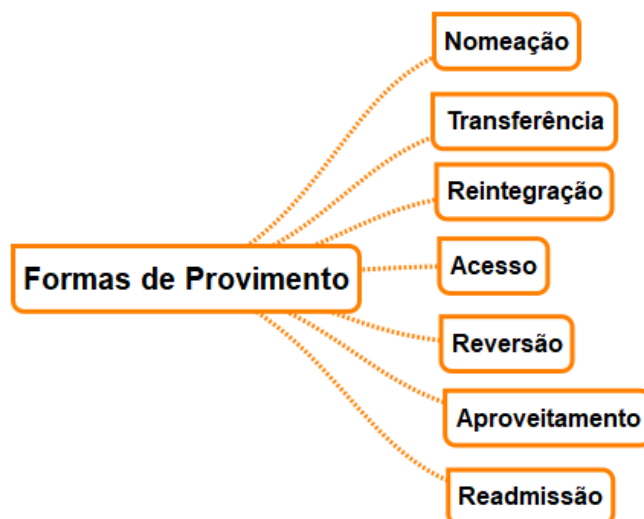 Nomeação
Transferência
Reintegração
Formas de Provimento
Acesso
Reversão
Aproveitamento
Readmissão